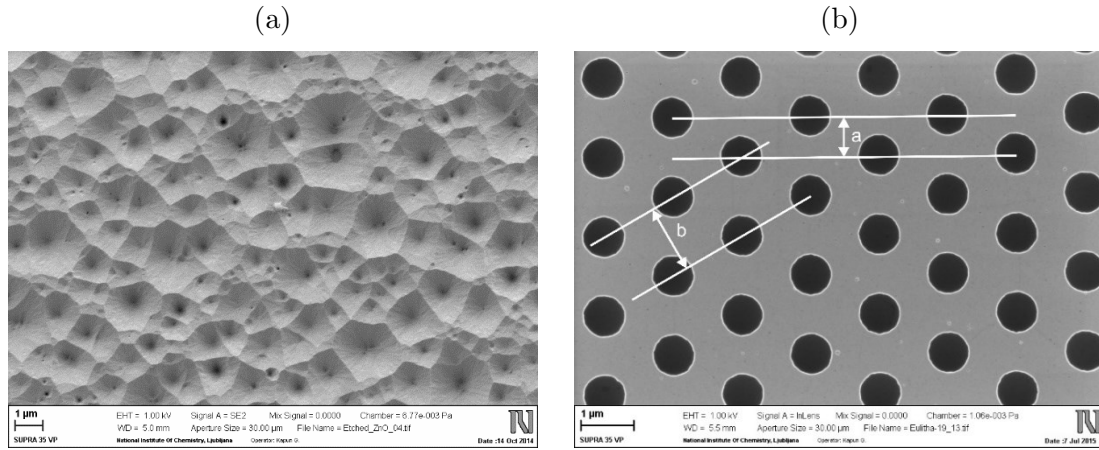 (a)
(b)
a
b
1 µm
EHT = 1.00 kV Signal A = SE2 Mix Signal = 0.0000 Chamber = 6.77e-003 Pa
WD = 5.0 mm Aperture Size = 30.00 µm File Name = Etched_ZnO_04.tif
SUPRA 35 VP National Institute Of Chemistry, Ljubljana Operator: Kapun G. Date :14 Oct 2014
1 µm
EHT = 1.00 kV Signal A = InLens Mix Signal = 0.0000 Chamber = 1.06e-003 Pa
WD = 5.5 mm Aperture Size = 30.00 µm File Name = Eulitha-19_13.tif
SUPRA 35 VP National Institute Of Chemistry, Ljubljana Operator: Kapun G. Date :7 Jul 2015